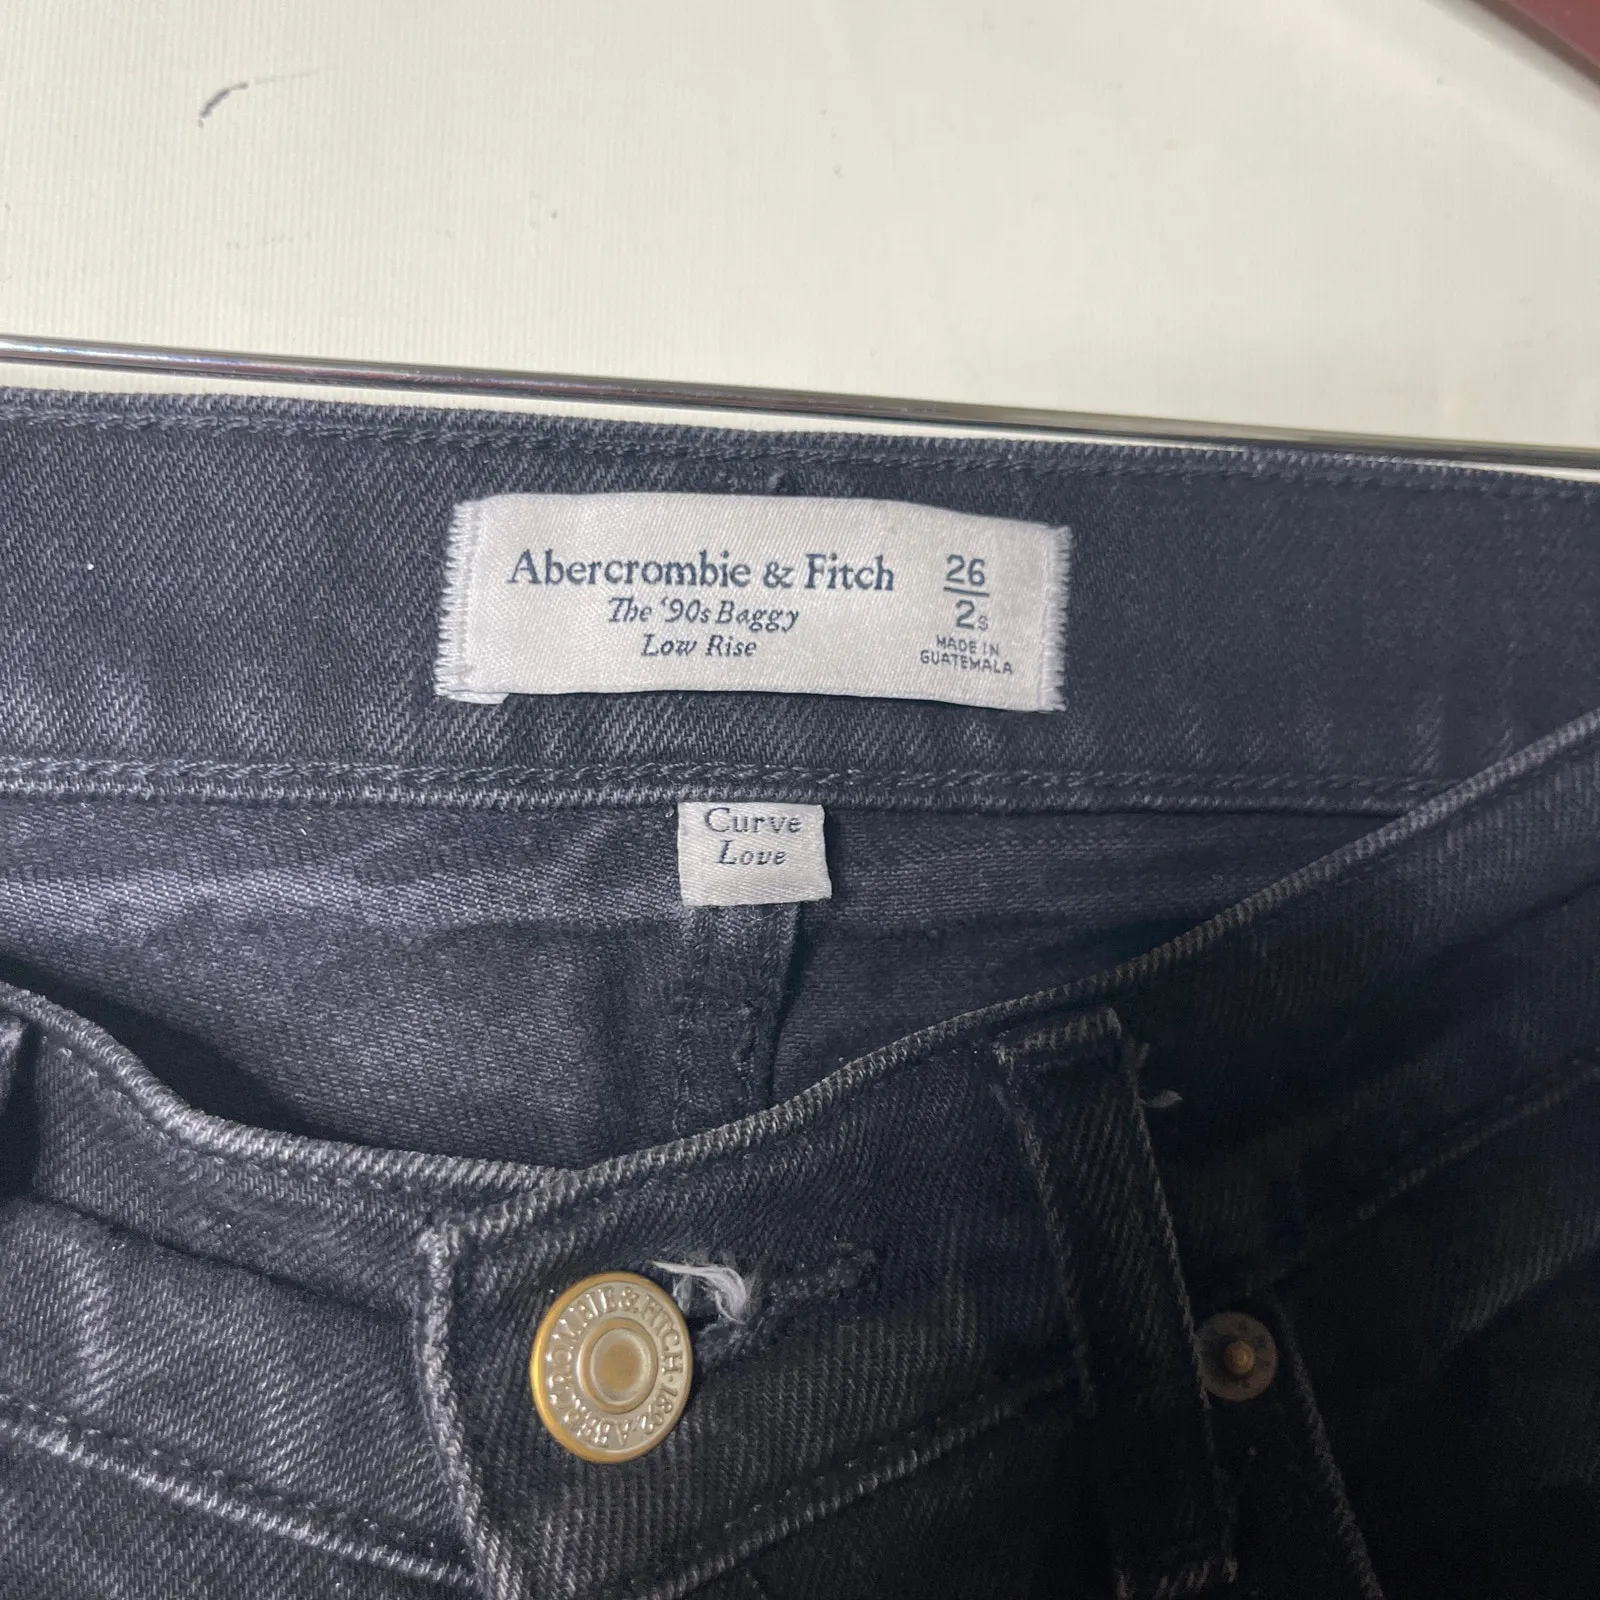 Abercrombie & Fitch
The '90s Baggy
Low Rise
26
2s
MADE IN
GUATEMALA
Curve
Love
ABERCROMBIE & FITCH · 1892 ·